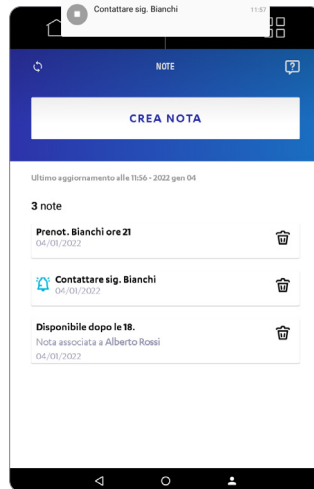 Contattare sig. Bianchi 11:57
NOTE
CREA NOTA
Ultimo aggiornamento alle 11:56 - 2022 gen 04
3 note
Prenot. Bianchi ore 21
04/01/2022
Contattare sig. Bianchi
04/01/2022
Disponibile dopo le 18.
Nota associata a Alberto Rossi
04/01/2022